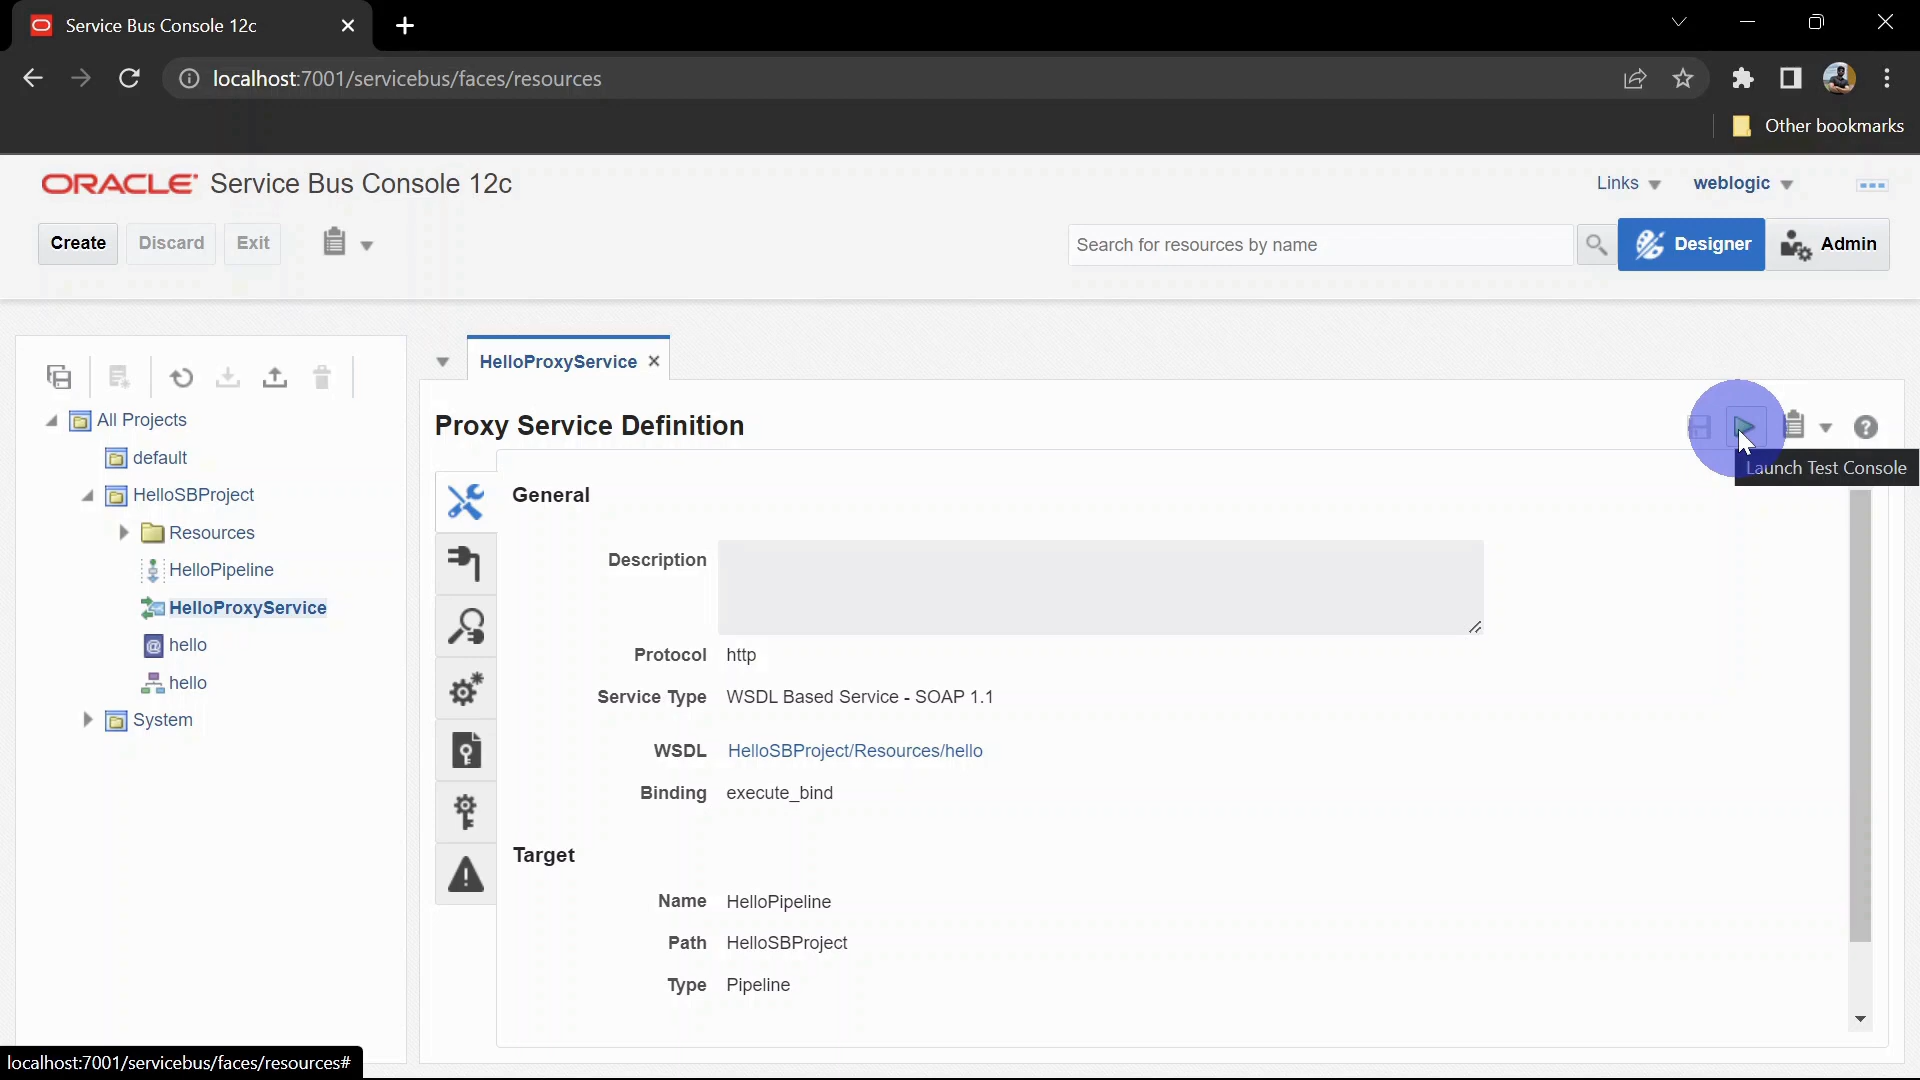 Service Bus Console 12c
localhost:7001/servicebus/faces/resources
Other bookmarks
ORACLE' Service Bus Console 12c
Links
weblogic
Create
Discard
Exit
Search for resources by name
Designer
Admin
All Projects
default
HelloSBProject
Resources
HelloPipeline
HelloProxyService
hello
hello
System
HelloProxyService
Proxy Service Definition
Launch Test Console
General
Description
Protocol http
Service Type WSDL Based Service - SOAP 1.1
WSDL HelloSBProject/Resources/hello
Binding execute_bind
Target
Name HelloPipeline
Path HelloSBProject
Type Pipeline
localhost:7001/servicebus/faces/resources#